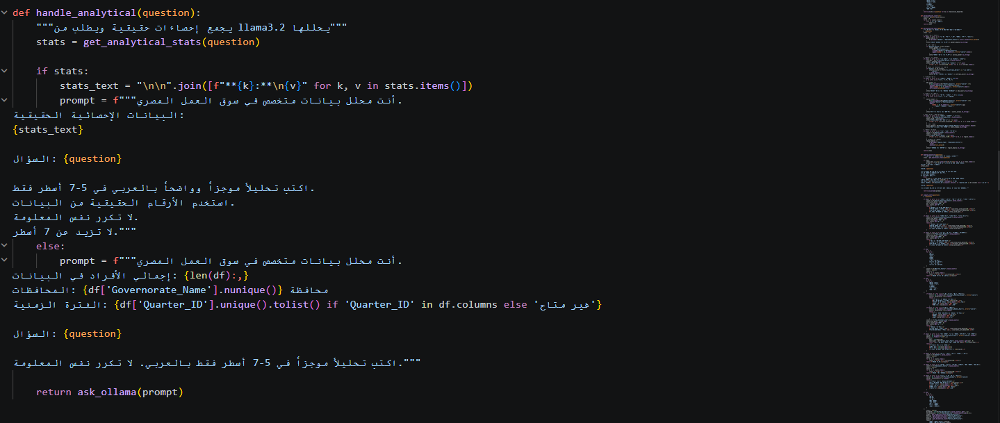 def handle_analytical(question):
    """يجمع إحصاءات حقيقية ويطلب من llama3.2 يحللها"""
    stats = get_analytical_stats(question)
    if stats:
        stats_text = "\n\n".join([f"**{k}:**\n{v}" for k, v in stats.items()])
        prompt = f"""أنت محلل بيانات متخصص في سوق العمل المصري.
البيانات الإحصائية الحقيقية:
{stats_text}
السؤال: {question}
اكتب تحليلاً موجزاً وواضحاً بالعربي في 5-7 أسطر فقط.
استخدم الأرقام الحقيقية من البيانات.
لا تكرر نفس المعلومة.
لا تزيد عن 7 أسطر."""
    else:
        prompt = f"""أنت محلل بيانات متخصص في سوق العمل المصري.
إجمالي الأفراد في البيانات: {len(df):,}
المحافظات: {df['Governorate_Name'].nunique()} محافظة
الفترة الزمنية: {df['Quarter_ID'].unique().tolist() if 'Quarter_ID' in df.columns else 'غير متاح'}
السؤال: {question}
اكتب تحليلاً موجزاً في 5-7 أسطر فقط بالعربي. لا تكرر نفس المعلومة."""
    return ask_ollama(prompt)